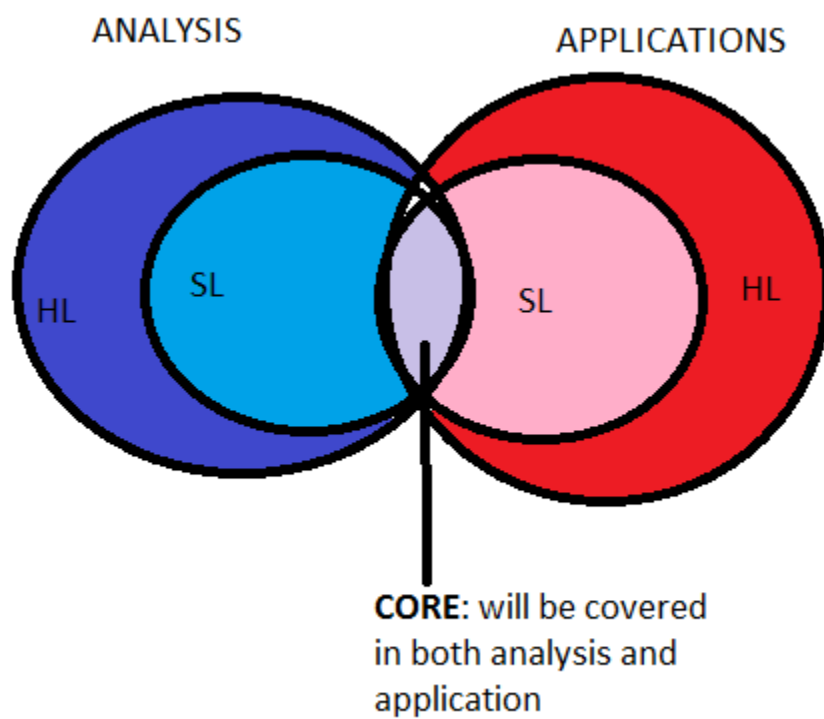 ANALYSIS
APPLICATIONS
HL
SL
SL
HL
CORE: will be covered
in both analysis and
application